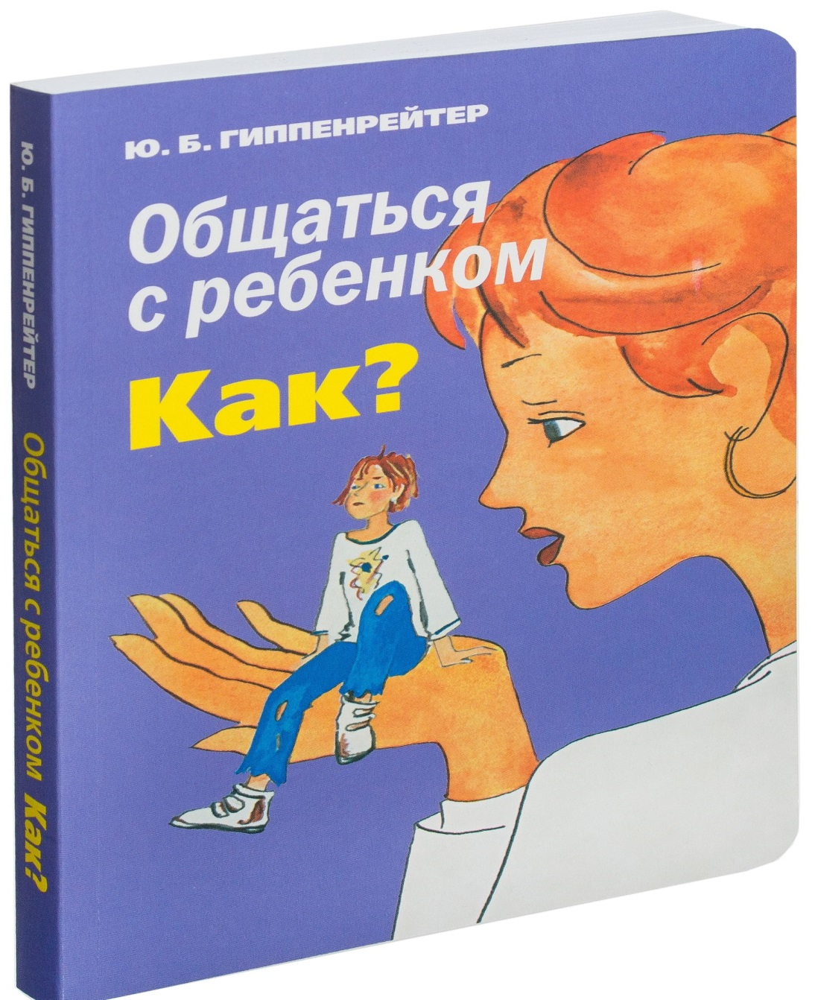 Ю. Б. ГИППЕНРЕЙТЕР
Общаться
с ребенком
Как?
Ю. Б. ГИППЕНРЕЙТЕР Общаться с ребенком Как?